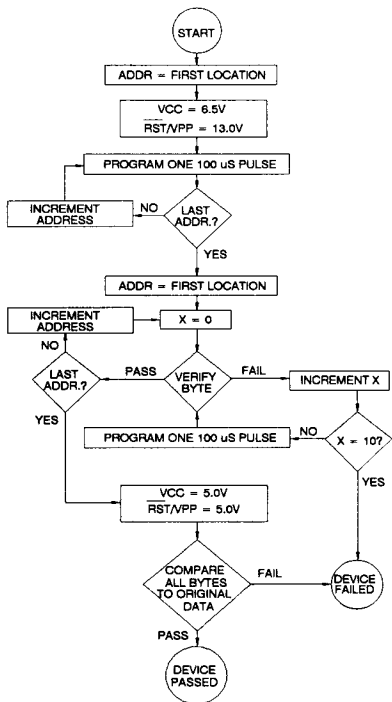 START
ADDR = FIRST LOCATION
VCC = 6.5V
RST/VPP = 13.0V
PROGRAM ONE 100 uS PULSE
INCREMENT
ADDRESS
NO
LAST
ADDR.?
YES
ADDR = FIRST LOCATION
INCREMENT
ADDRESS
X = 0
NO
LAST
ADDR.?
PASS
VERIFY
BYTE
FAIL
INCREMENT X
YES
PROGRAM ONE 100 uS PULSE
NO
X = 10?
YES
VCC = 5.0V
RST/VPP = 5.0V
COMPARE
ALL BYTES
TO ORIGINAL
DATA
FAIL
DEVICE
FAILED
PASS
DEVICE
PASSED